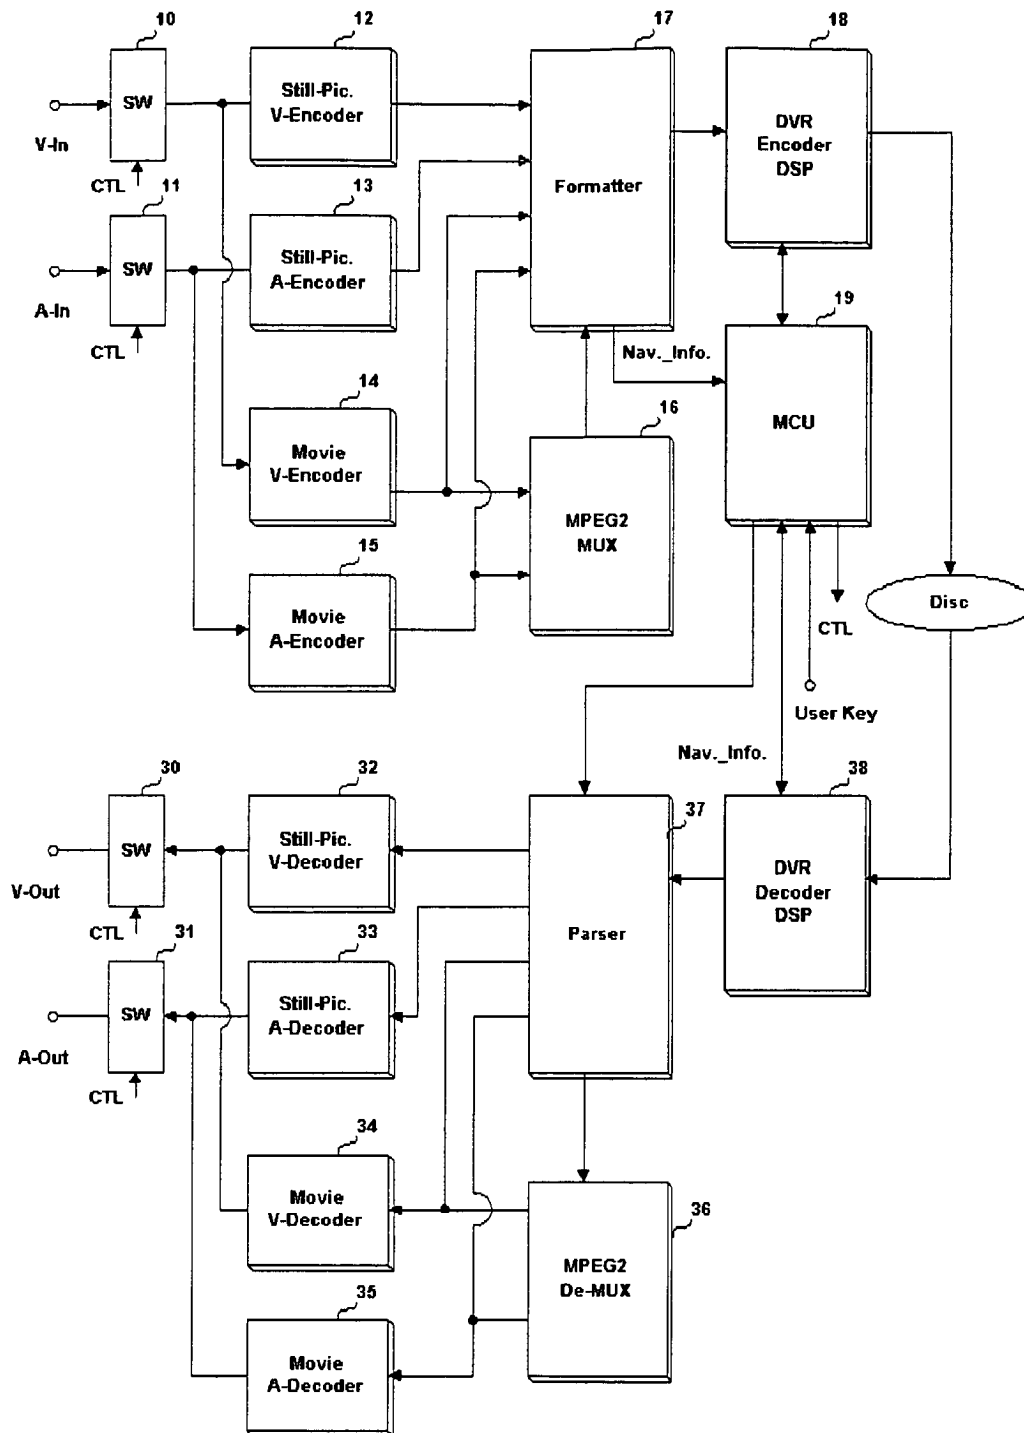 10
12
17
18
SW
Still-Pic.
V-Encoder
V-In
CTL
DVR
Encoder
DSP
11
13
Formatter
SW
Still-Pic.
A-Encoder
A-In
CTL
19
Nav._Info.
14
16
MCU
Movie
V-Encoder
MPEG2
MUX
15
Movie
A-Encoder
Disc
CTL
User Key
Nav._Info.
30
32
38
37
SW
Still-Pic.
V-Decoder
V-Out
CTL
DVR
Decoder
DSP
31
33
Parser
SW
Still-Pic.
A-Decoder
A-Out
CTL
34
Movie
V-Decoder
36
MPEG2
De-MUX
35
Movie
A-Decoder